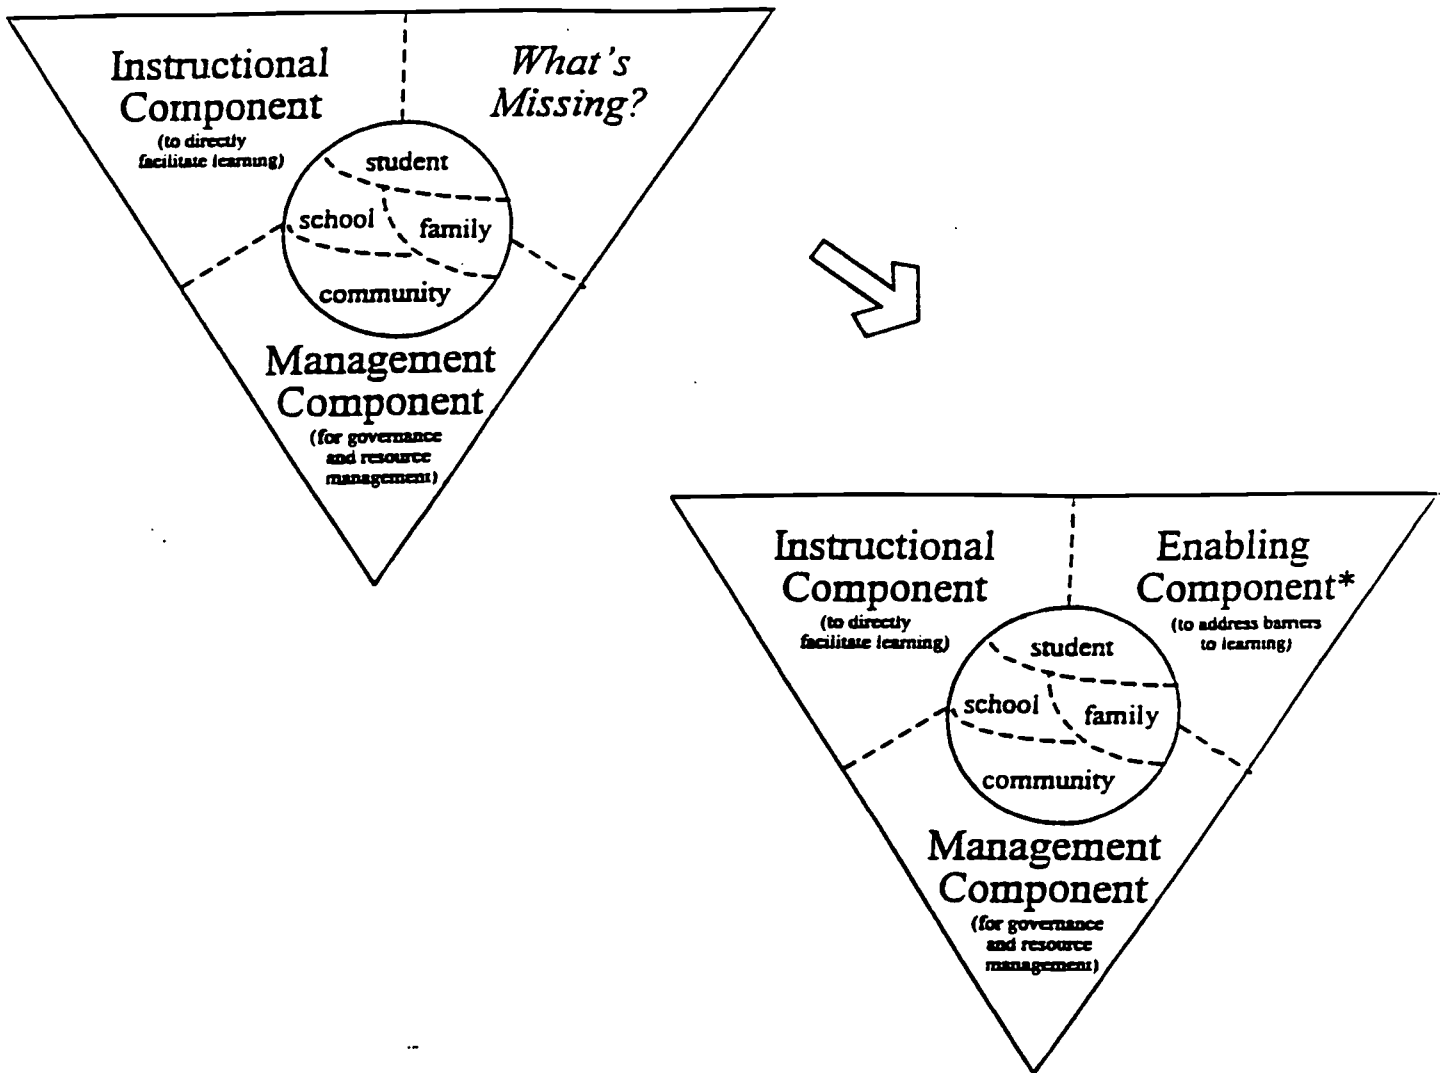 Instructional
Component
(to directly
facilitate learning)
What's
Missing?
student
school
family
community
Management
Component
(for governance
and resource
management)
Instructional
Component
(to directly
facilitate learning)
Enabling
Component*
(to address barriers
to learning)
student
school
family
community
Management
Component
(for governance
and resource
management)